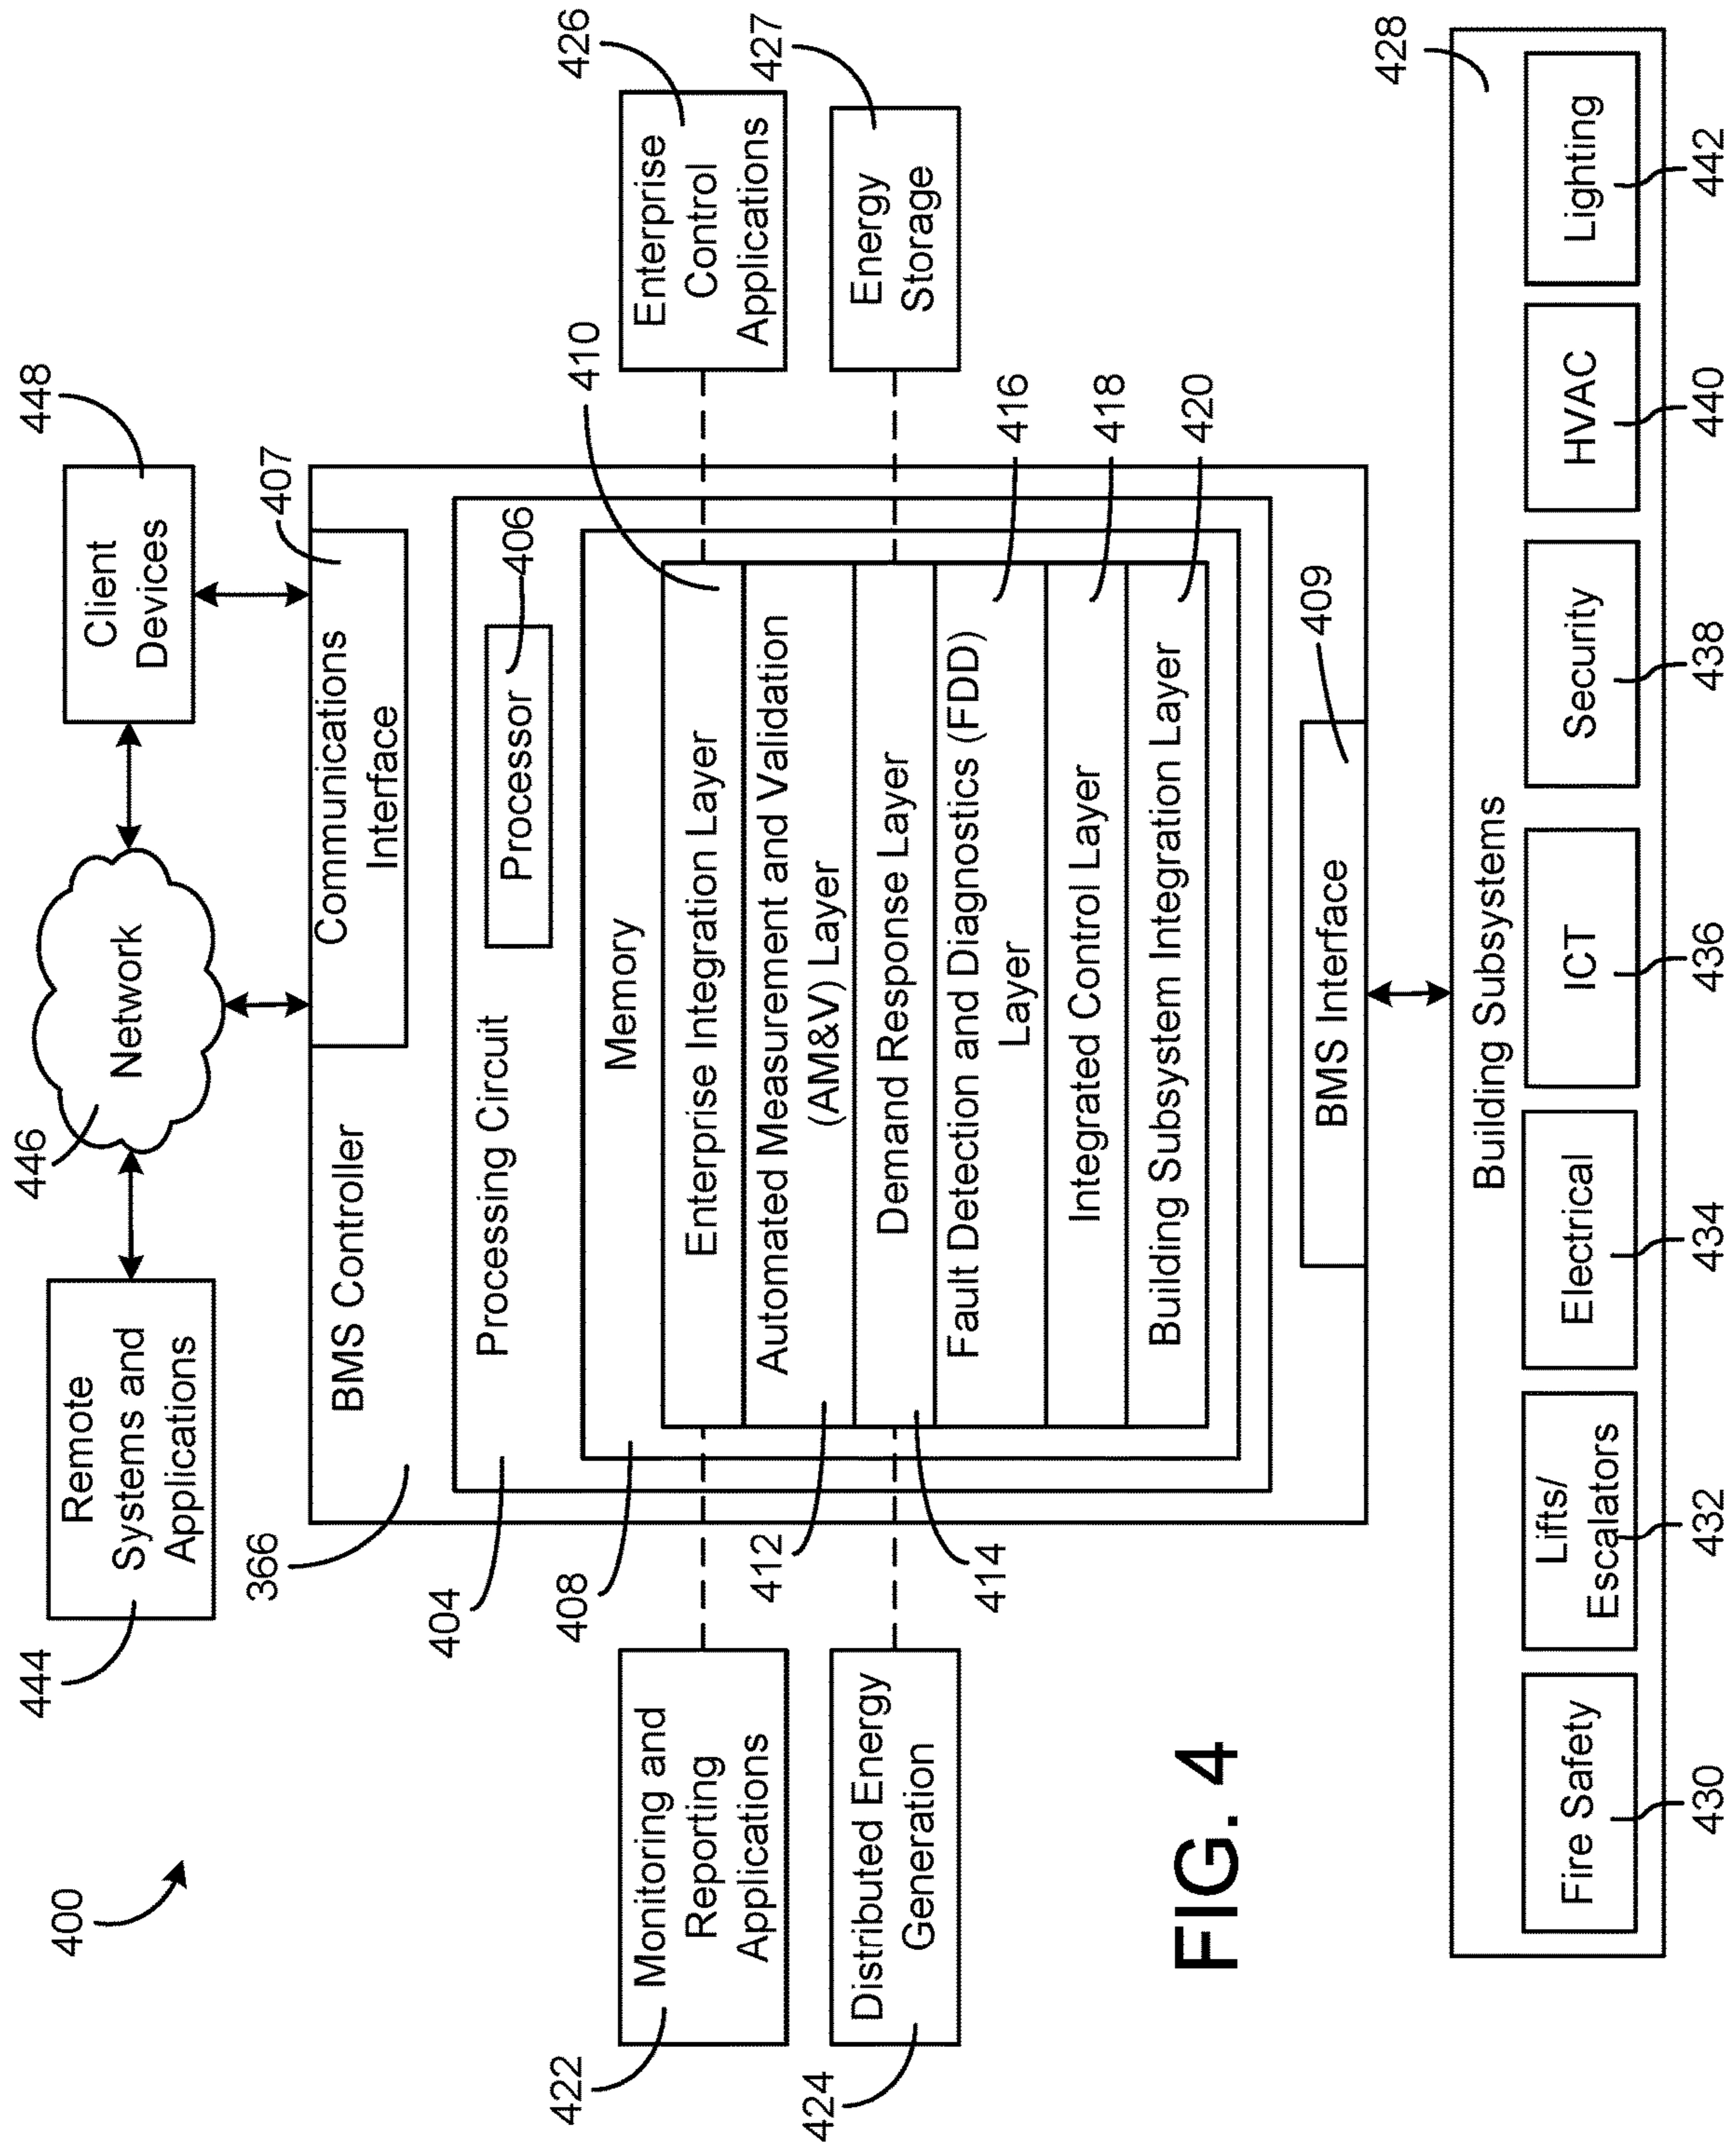 400
444
Remote
Systems and
Applications
446
Network
Client
Devices
448
366
BMS Controller
Communications
Interface
407
404
Processing Circuit
Processor
406
408
Memory
410
Enterprise Integration Layer
Automated Measurement and Validation
(AM&V) Layer
412
Demand Response Layer
414
Fault Detection and Diagnostics (FDD)
Layer
416
Integrated Control Layer
418
Building Subsystem Integration Layer
420
422
Monitoring and
Reporting
Applications
424
Distributed Energy
Generation
Enterprise
Control
Applications
426
Energy
Storage
427
BMS Interface
409
FIG. 4
Building Subsystems
428
Fire Safety
Lifts/
Escalators
Electrical
ICT
Security
HVAC
Lighting
430
432
434
436
438
440
442